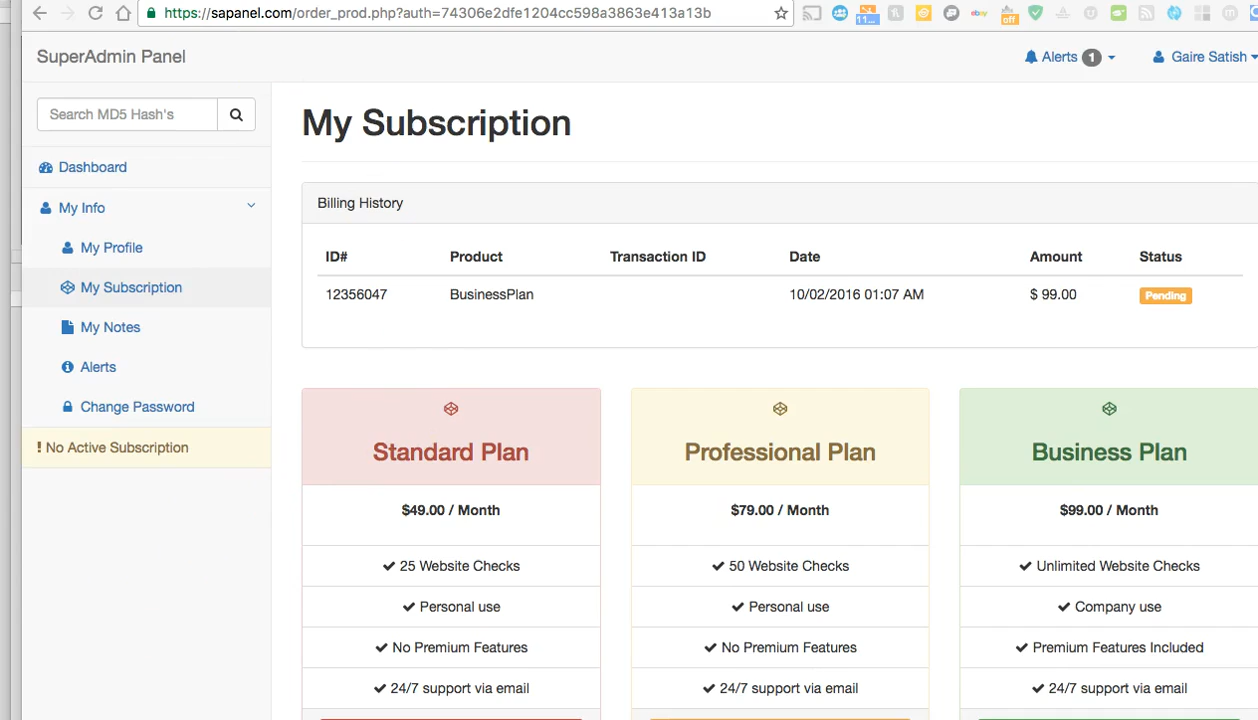 https://sapanel.com/order_prod.php?auth=74306e2dfe1204cc598a3863e413a13b
11...
ebay
off
SuperAdmin Panel
Alerts 1
Gaire Satish
Search MD5 Hash's
Dashboard
My Info
My Profile
My Subscription
My Notes
Alerts
Change Password
! No Active Subscription
My Subscription
Billing History
ID# Product Transaction ID Date Amount Status
12356047 BusinessPlan 10/02/2016 01:07 AM $ 99.00 Pending
Standard Plan
$49.00 / Month
25 Website Checks
Personal use
No Premium Features
24/7 support via email
Professional Plan
$79.00 / Month
50 Website Checks
Personal use
No Premium Features
24/7 support via email
Business Plan
$99.00 / Month
Unlimited Website Checks
Company use
Premium Features Included
24/7 support via email